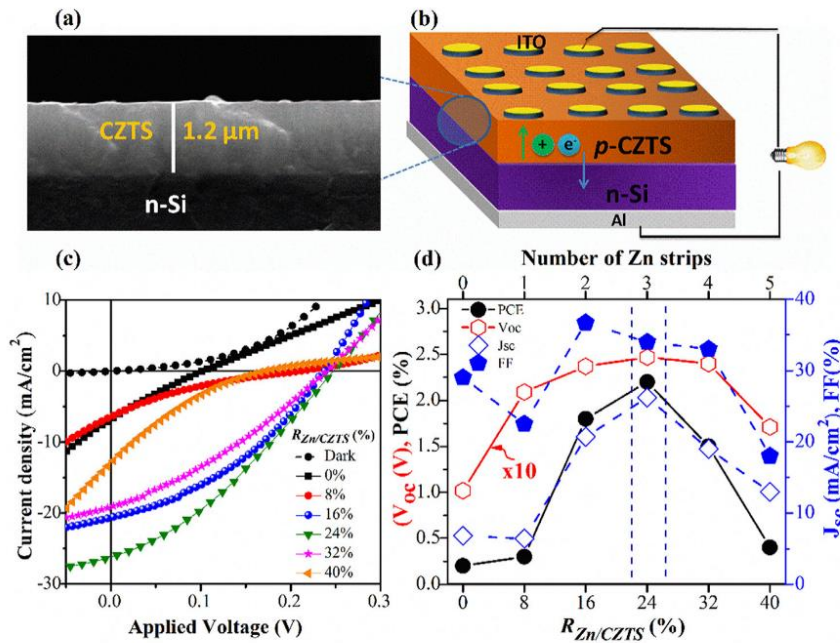 (a)
CZTS 1.2 μm
n-Si
(b)
ITO
+ e⁻ p-CZTS
n-Si
Al
(c)
10
0
-10
-20
-30
Current density (mA/cm²)
R_Zn/CZTS (%)
Dark
0%
8%
16%
24%
32%
40%
0.0 0.1 0.2 0.3
Applied Voltage (V)
(d)
Number of Zn strips
0 1 2 3 4 5
PCE
Voc
Jsc
FF
x10
3.0
2.5
2.0
1.5
1.0
0.5
0.0
(V_OC (V), PCE (%)
40
30
20
10
0
J_sc (mA/cm²), FF(%)
0 8 16 24 32 40
R_Zn/CZTS (%)